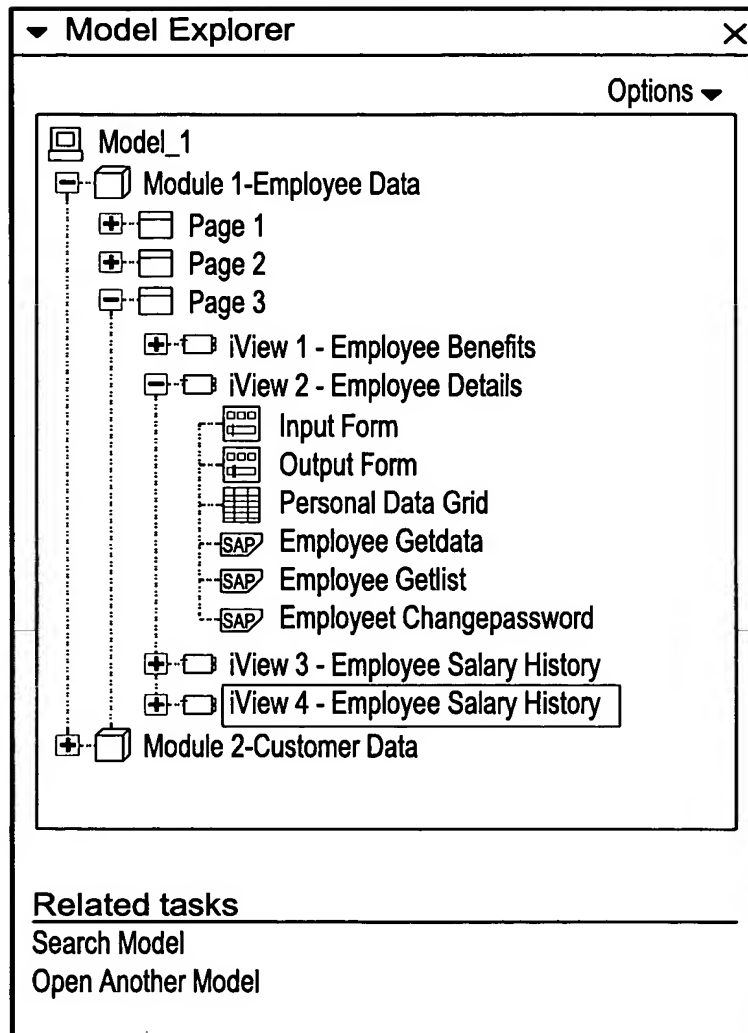 Model Explorer
Options
Model_1
Module 1-Employee Data
Page 1
Page 2
Page 3
iView 1 - Employee Benefits
iView 2 - Employee Details
Input Form
Output Form
Personal Data Grid
SAP Employee Getdata
SAP Employee Getlist
SAP Employeet Changepassword
iView 3 - Employee Salary History
iView 4 - Employee Salary History
Module 2-Customer Data
Related tasks
Search Model
Open Another Model